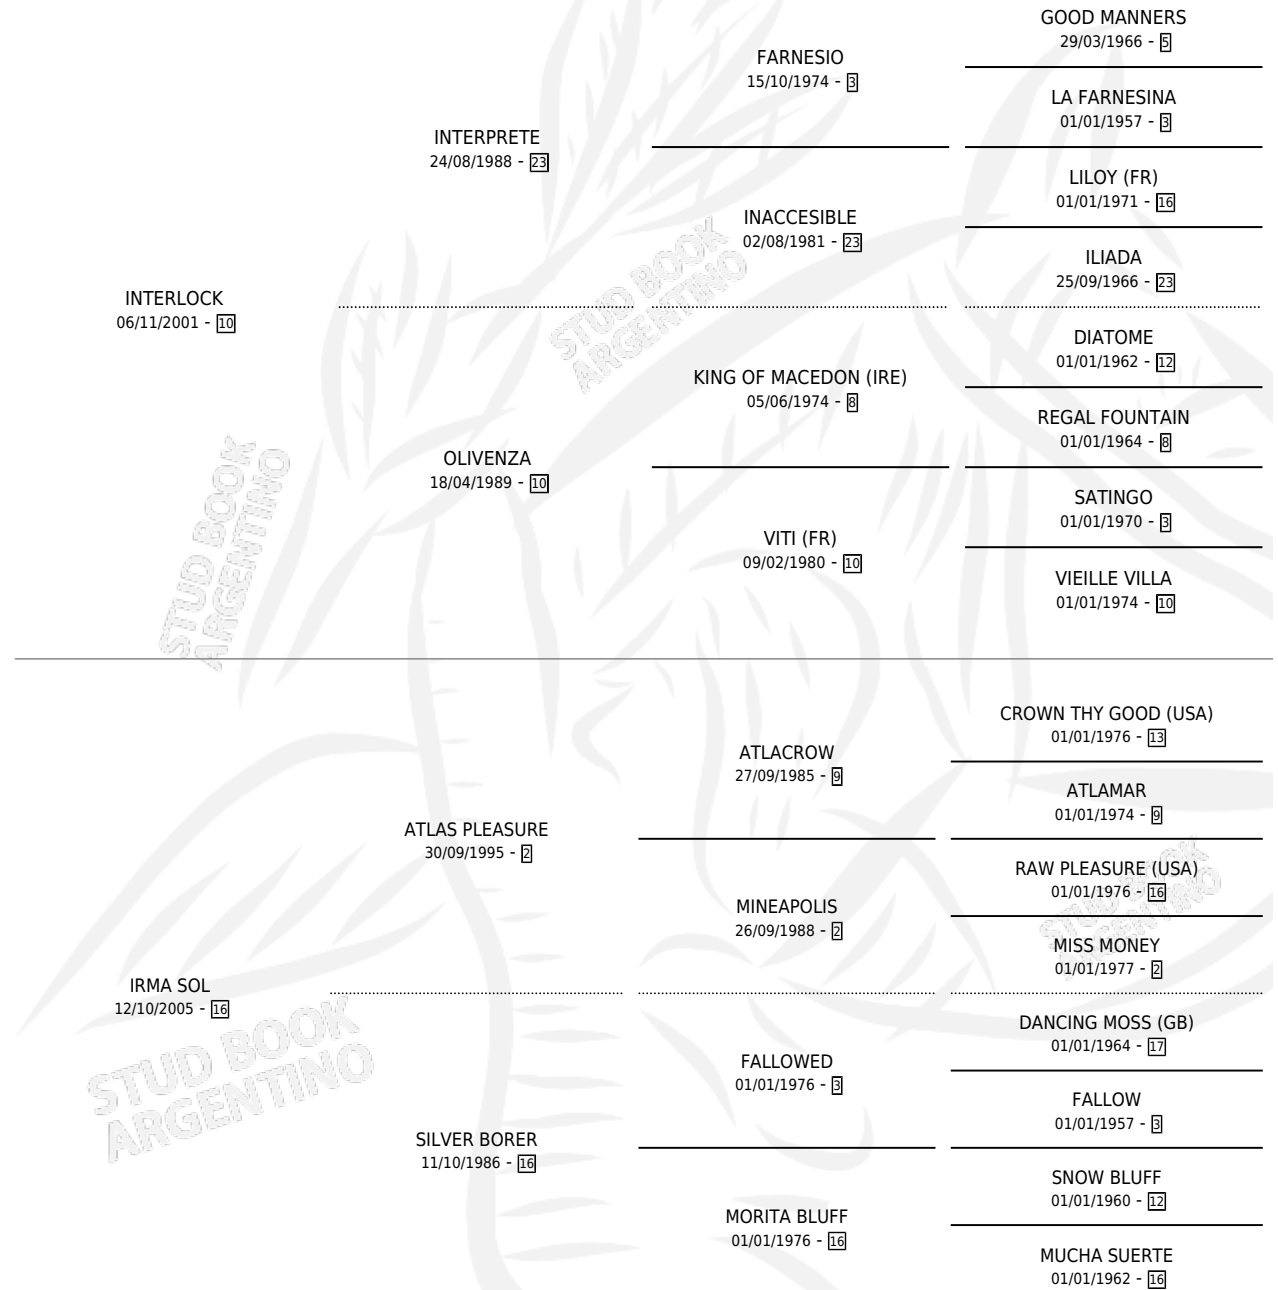 GOOD MANNERS
29/03/1966 - 5
FARNESIO
15/10/1974 - 3
LA FARNESINA
01/01/1957 - 3
INTERPRETE
24/08/1988 - 23
LILOY (FR)
01/01/1971 - 16
INACCESIBLE
02/08/1981 - 23
ILIADA
25/09/1966 - 23
INTERLOCK
06/11/2001 - 10
DIATOME
01/01/1962 - 12
KING OF MACEDON (IRE)
05/06/1974 - 8
REGAL FOUNTAIN
01/01/1964 - 8
OLIVENZA
18/04/1989 - 10
SATINGO
01/01/1970 - 3
VITI (FR)
09/02/1980 - 10
VIEILLE VILLA
01/01/1974 - 10
CROWN THY GOOD (USA)
01/01/1976 - 13
ATLACROW
27/09/1985 - 9
ATLAMAR
01/01/1974 - 9
ATLAS PLEASURE
30/09/1995 - 2
RAW PLEASURE (USA)
01/01/1976 - 16
MINEAPOLIS
26/09/1988 - 2
MISS MONEY
01/01/1977 - 2
IRMA SOL
12/10/2005 - 16
DANCING MOSS (GB)
01/01/1964 - 17
FALLOWED
01/01/1976 - 3
FALLOW
01/01/1957 - 3
SILVER BORER
11/10/1986 - 16
SNOW BLUFF
01/01/1960 - 12
MORITA BLUFF
01/01/1976 - 16
MUCHA SUERTE
01/01/1962 - 16
STUD BOOK
ARGENTINO
STUD BOOK
ARGENTINO
STUD BOOK
ARGENTINO
STUD BOOK
ARGENTINO